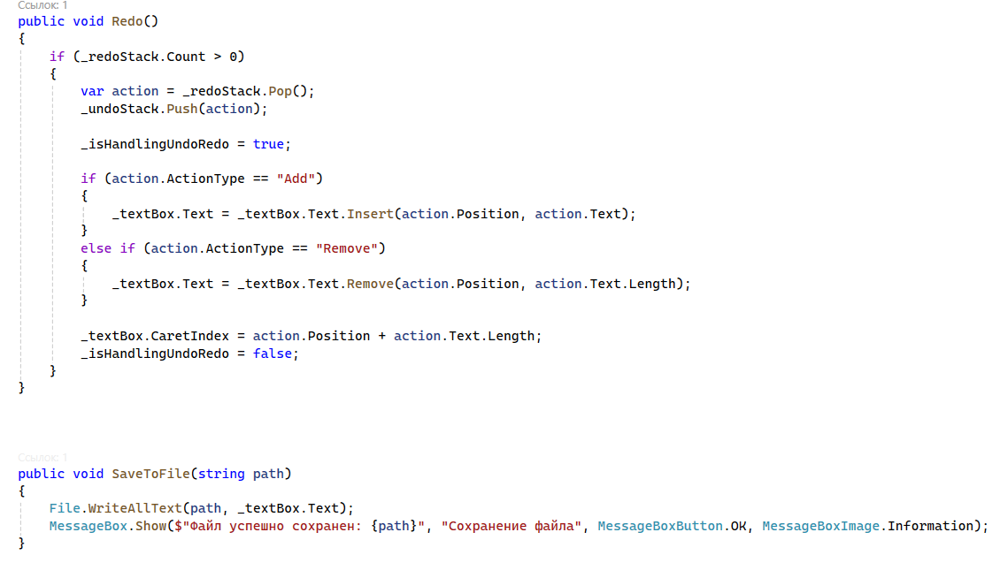 Ссылок: 1
public void Redo()
{
    if (_redoStack.Count > 0)
    {
        var action = _redoStack.Pop();
        _undoStack.Push(action);

        _isHandlingUndoRedo = true;

        if (action.ActionType == "Add")
        {
            _textBox.Text = _textBox.Text.Insert(action.Position, action.Text);
        }
        else if (action.ActionType == "Remove")
        {
            _textBox.Text = _textBox.Text.Remove(action.Position, action.Text.Length);
        }

        _textBox.CaretIndex = action.Position + action.Text.Length;
        _isHandlingUndoRedo = false;
    }
}

Ссылок: 1
public void SaveToFile(string path)
{
    File.WriteAllText(path, _textBox.Text);
    MessageBox.Show($"Файл успешно сохранен: {path}", "Сохранение файла", MessageBoxButton.OK, MessageBoxImage.Information);
}